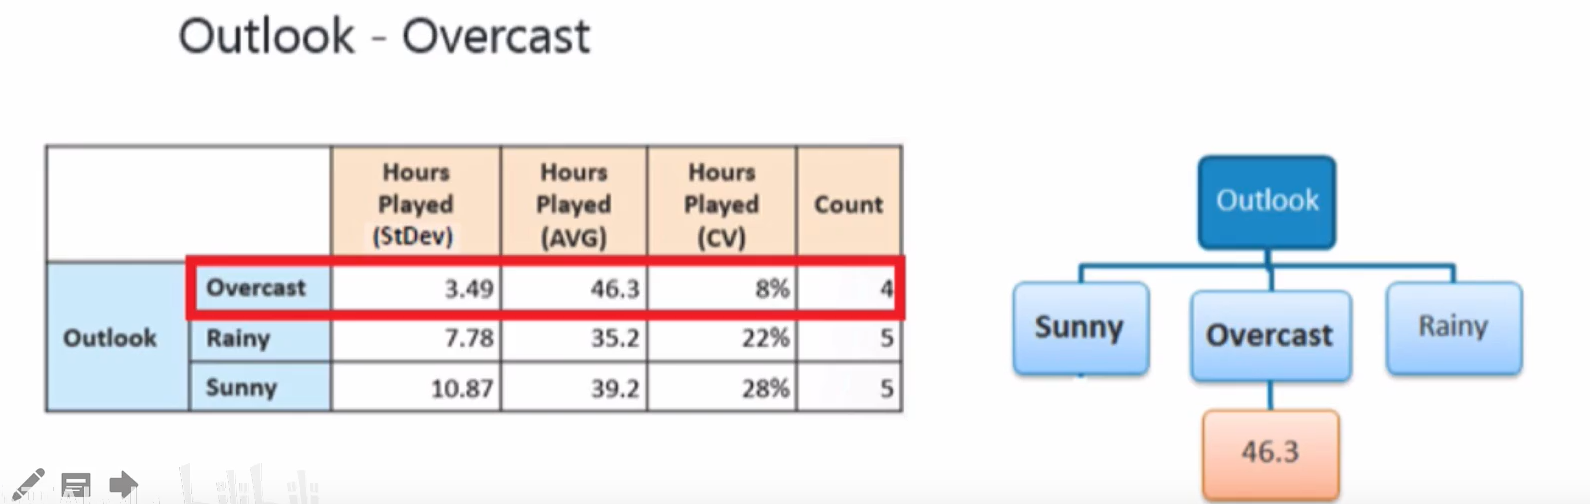 Outlook - Overcast
Hours Played (StDev) Hours Played (AVG) Hours Played (CV) Count
Outlook
Overcast 3.49 46.3 8% 4
Rainy 7.78 35.2 22% 5
Sunny 10.87 39.2 28% 5
Outlook
Sunny Overcast Rainy
46.3